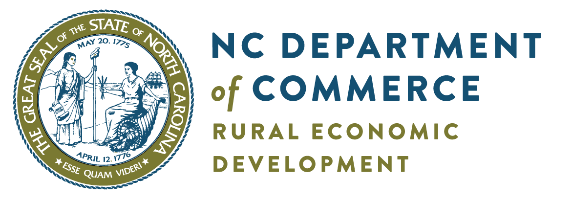 THE GREAT SEAL OF THE STATE OF NORTH CAROLINA
MAY 20, 1775
APRIL 12, 1776
★ ESSE QUAM VIDERI ★
NC DEPARTMENT
of COMMERCE
RURAL ECONOMIC
DEVELOPMENT